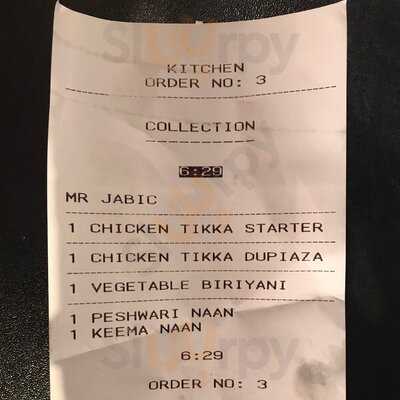 KITCHEN
ORDER NO: 3
COLLECTION
6:29
MR JABIC
1 CHICKEN TIKKA STARTER
1 CHICKEN TIKKA DUPIAZA
1 VEGETABLE BIRIYANI
1 PESHWARI NAAN
1 KEEMA NAAN
6:29
ORDER NO: 3